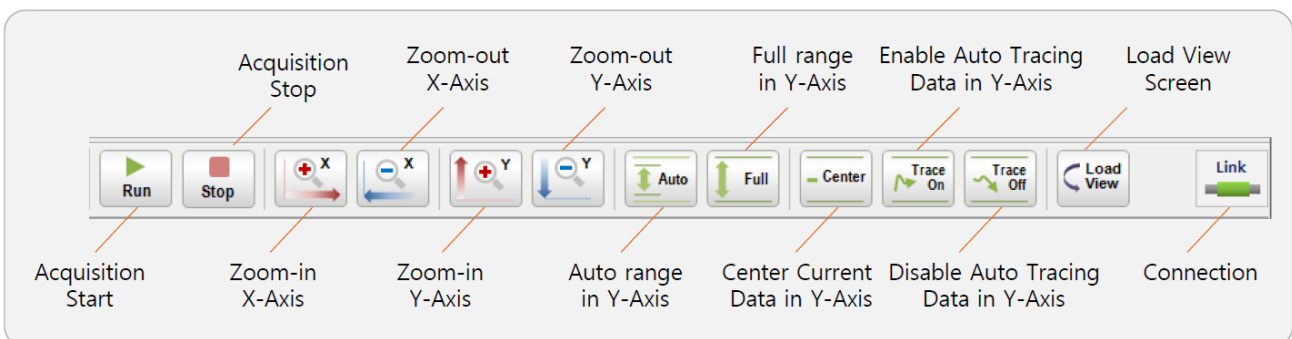 Acquisition
Stop
Zoom-out
X-Axis
Zoom-out
Y-Axis
Full range
in Y-Axis
Enable Auto Tracing
Data in Y-Axis
Load View
Screen
Run
Stop
X
X
Y
Y
Auto
Full
Center
Trace
On
Trace
Off
Load
View
Link
Acquisition
Start
Zoom-in
X-Axis
Zoom-in
Y-Axis
Auto range
in Y-Axis
Center Current
Data in Y-Axis
Disable Auto Tracing
Data in Y-Axis
Connection